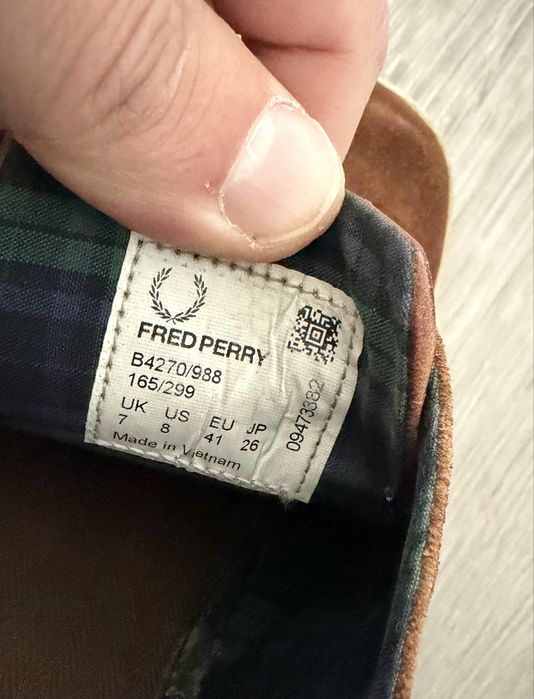 FRED PERRY
B4270/988
165/299
UK US EU JP
7 8 41 26
Made in Vietnam
09473382